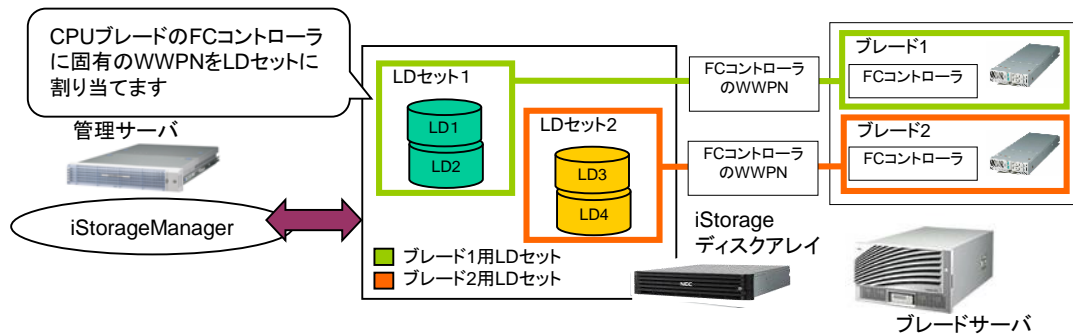 CPUブレードのFCコントローラ
に固有のWWPNをLDセットに
割り当てます
管理サーバ
iStorageManager
LDセット1
LD1
LD2
LDセット2
LD3
LD4
ブレード1用LDセット
ブレード2用LDセット
FCコントローラ
のWWPN
FCコントローラ
のWWPN
iStorage
ディスクアレイ
NEC
ブレード1
FCコントローラ
ブレード2
FCコントローラ
ブレードサーバ